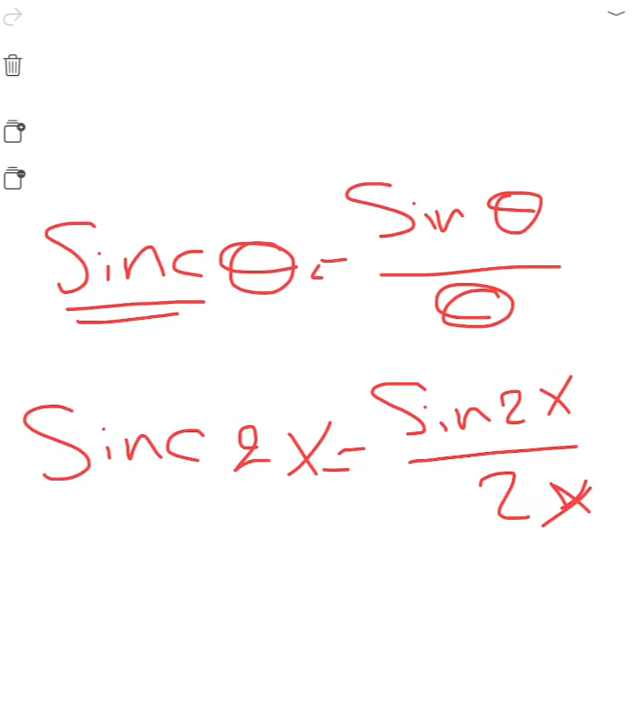 Sinc θ = Sin θ / θ
Sinc 2x = Sin 2x / 2x